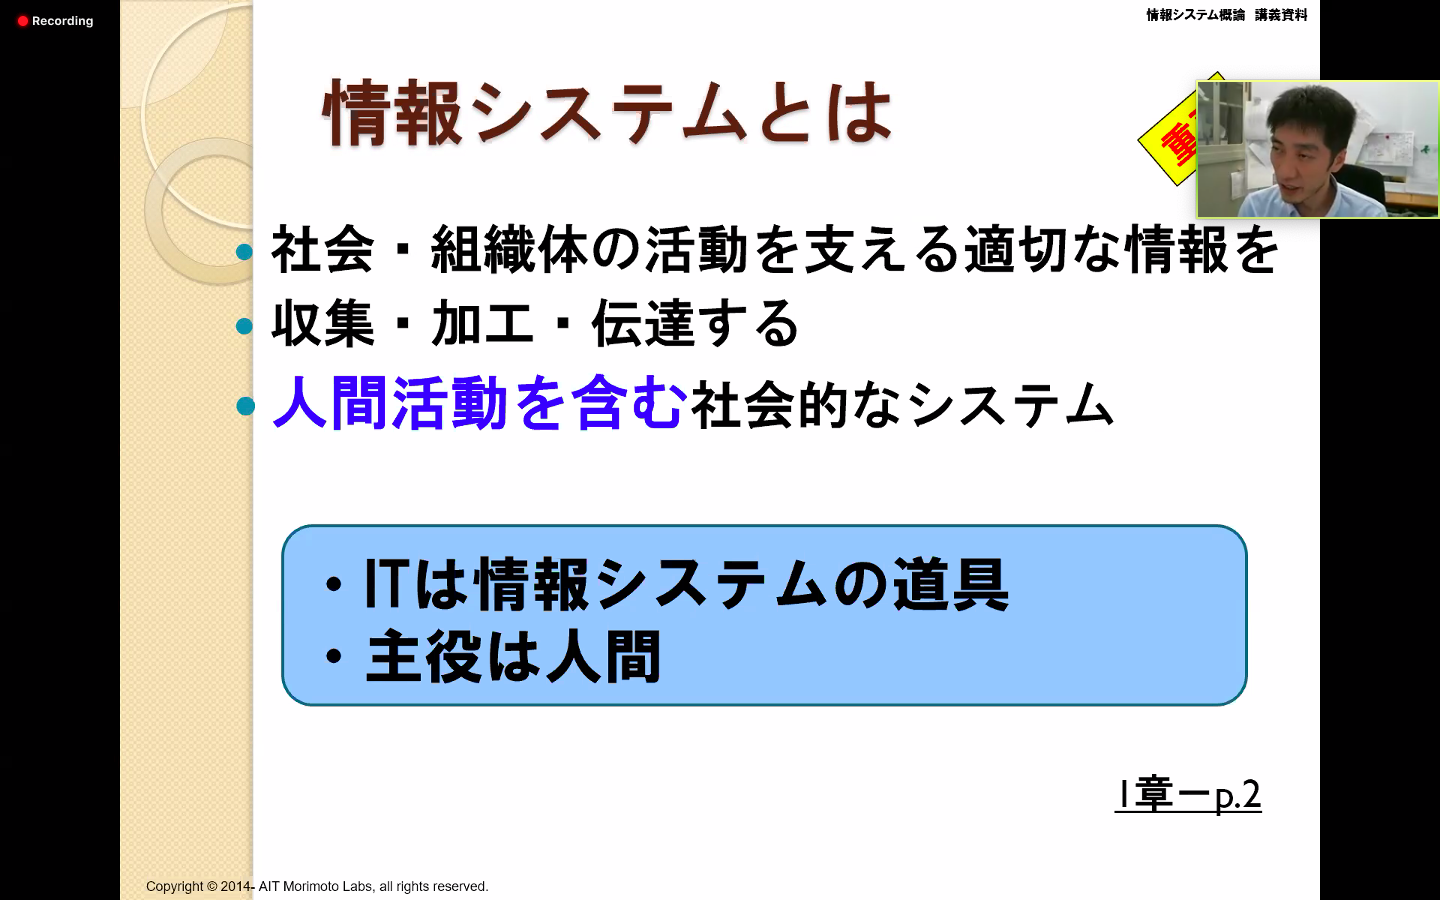 Recording
情報システム概論 講義資料
情報システムとは
重
• 社会・組織体の活動を支える適切な情報を
• 収集・加工・伝達する
• 人間活動を含む社会的なシステム
• ITは情報システムの道具
• 主役は人間
1章ーp.2
Copyright © 2014- AIT Morimoto Labs, all rights reserved.